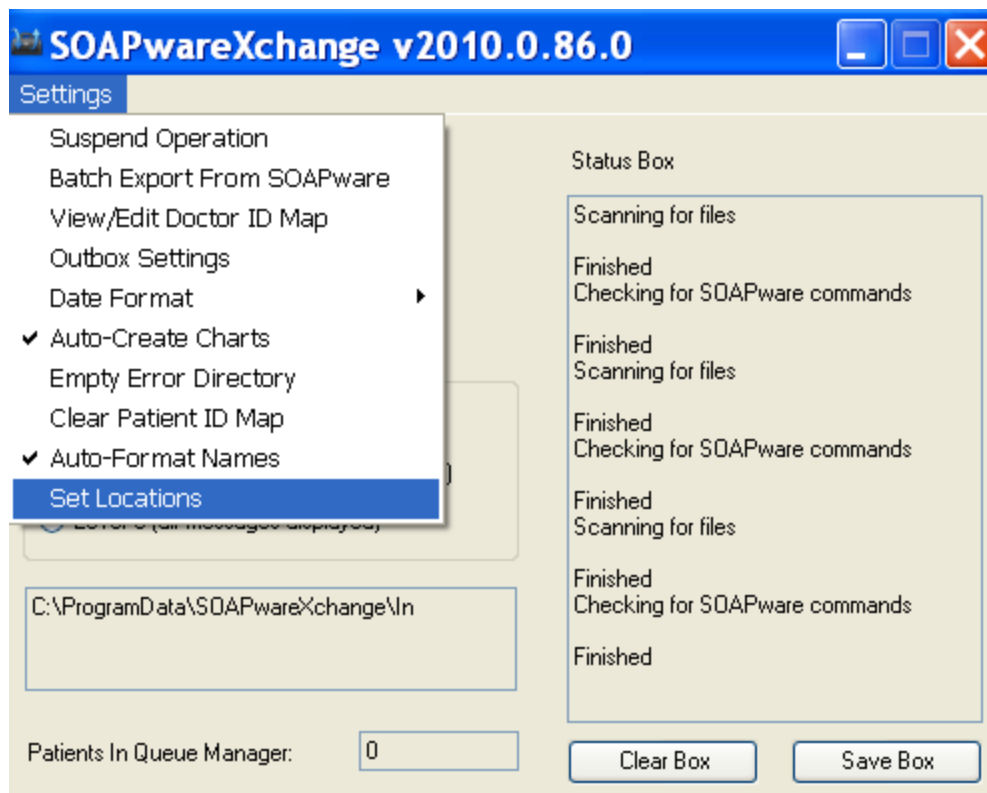 SOAPwareXchange v2010.0.86.0
Settings
Suspend Operation
Batch Export From SOAPware
View/Edit Doctor ID Map
Outbox Settings
Date Format
Auto-Create Charts
Empty Error Directory
Clear Patient ID Map
Auto-Format Names
Set Locations
C:\ProgramData\SOAPwareXchange\In
Patients In Queue Manager:
0
Status Box
Scanning for files
Finished
Checking for SOAPware commands
Finished
Scanning for files
Finished
Checking for SOAPware commands
Finished
Scanning for files
Finished
Checking for SOAPware commands
Finished
Clear Box
Save Box